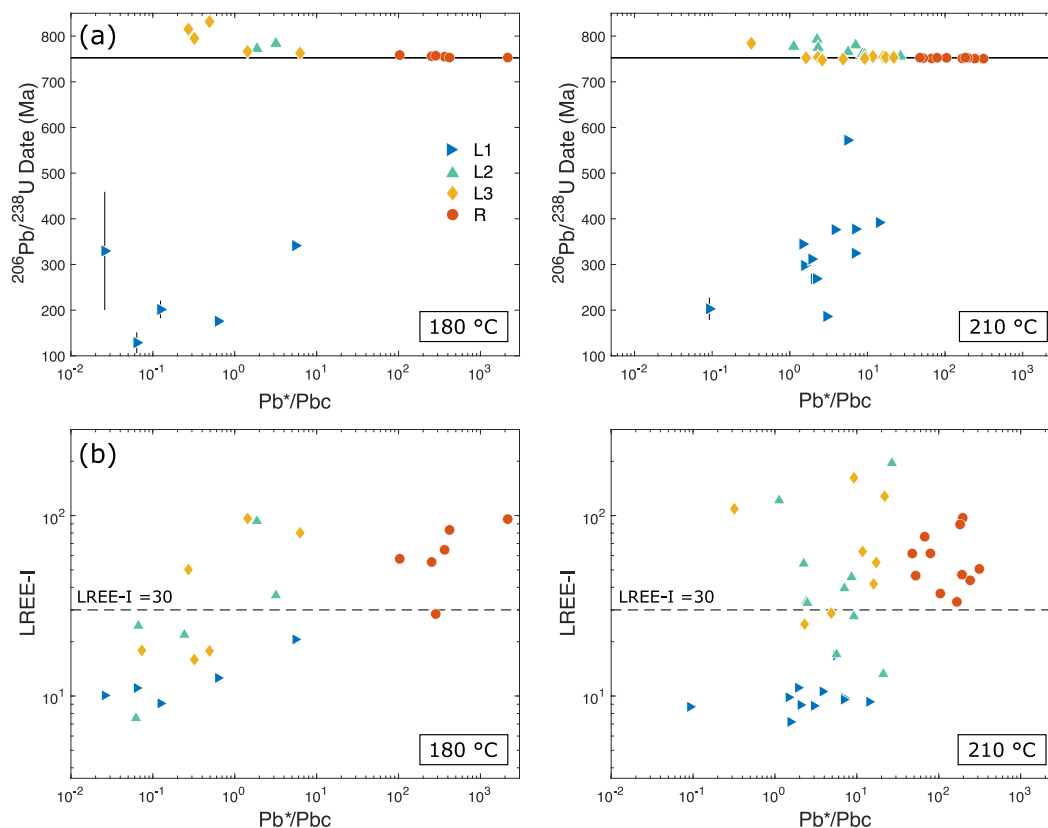 (a)
206Pb/238U Date (Ma)
800
700
600
500
400
300
200
100
L1
L2
L3
R
180 °C
10-2 10-1 100 101 102 103
Pb*/Pbc
206Pb/238U Date (Ma)
800
700
600
500
400
300
200
100
210 °C
10-2 10-1 100 101 102 103
Pb*/Pbc
(b)
LREE-I
102
LREE-I =30
101
180 °C
10-2 10-1 100 101 102 103
Pb*/Pbc
LREE-I
102
LREE-I =30
101
210 °C
10-2 10-1 100 101 102 103
Pb*/Pbc